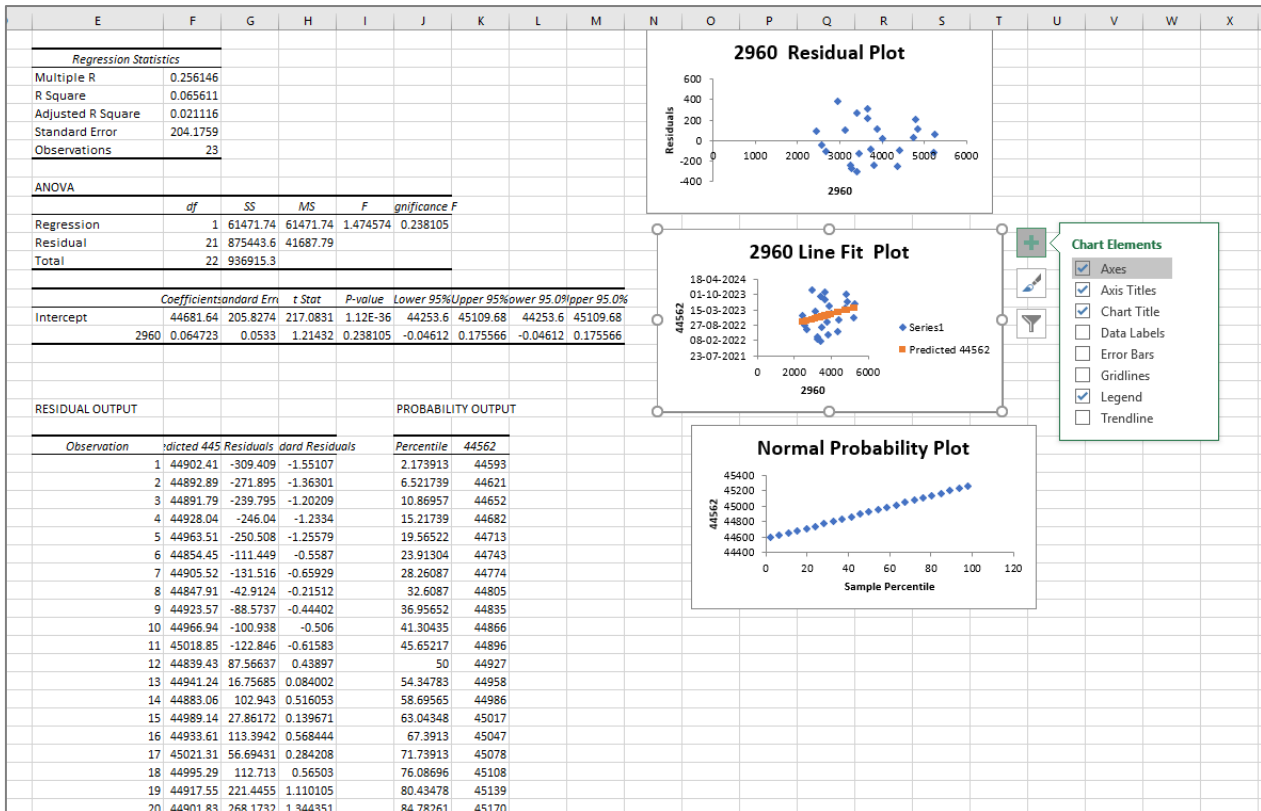 E F G H I J K L M N O P Q R S T U V W X
Regression Statistics
Multiple R 0.256146
R Square 0.065611
Adjusted R Square 0.021116
Standard Error 204.1759
Observations 23
ANOVA
df SS MS F gnificance F
Regression 1 61471.74 61471.74 1.474574 0.238105
Residual 21 875443.6 41687.79
Total 22 936915.3
Coefficients andard Erro t Stat P-value Lower 95% Upper 95% ower 95.0% pper 95.0%
Intercept 44681.64 205.8274 217.0831 1.12E-36 44253.6 45109.68 44253.6 45109.68
2960 0.064723 0.0533 1.21432 0.238105 -0.04612 0.175566 -0.04612 0.175566
RESIDUAL OUTPUT PROBABILITY OUTPUT
Observation dicted 445 Residuals dard Residuals Percentile 44562
1 44902.41 -309.409 -1.55107 2.173913 44593
2 44892.89 -271.895 -1.36301 6.521739 44621
3 44891.79 -239.795 -1.20209 10.86957 44652
4 44928.04 -246.04 -1.2334 15.21739 44682
5 44963.51 -250.508 -1.25579 19.56522 44713
6 44854.45 -111.449 -0.5587 23.91304 44743
7 44905.52 -131.516 -0.65929 28.26087 44774
8 44847.91 -42.9124 -0.21512 32.6087 44805
9 44923.57 -88.5737 -0.44402 36.95652 44835
10 44966.94 -100.938 -0.506 41.30435 44866
11 45018.85 -122.846 -0.61583 45.65217 44896
12 44839.43 87.56637 0.43897 50 44927
13 44941.24 16.75685 0.084002 54.34783 44958
14 44883.06 102.943 0.516053 58.69565 44986
15 44989.14 27.86172 0.139671 63.04348 45017
16 44933.61 113.3942 0.568444 67.3913 45047
17 45021.31 56.69431 0.284208 71.73913 45078
18 44995.29 112.713 0.56503 76.08696 45108
19 44917.55 221.4455 1.110105 80.43478 45139
20 44901.83 268.1732 1.344351 84.78261 45170
2960 Residual Plot
600
400
200
0
-200
-400
Residuals
0 1000 2000 3000 4000 5000 6000
2960
2960 Line Fit Plot
18-04-2024
01-10-2023
15-03-2023
27-08-2022
08-02-2022
23-07-2021
44562
0 2000 4000 6000
2960
Series1
Predicted 44562
Normal Probability Plot
45400
45200
45000
44800
44600
44400
44562
0 20 40 60 80 100 120
Sample Percentile
Chart Elements
Axes
Axis Titles
Chart Title
Data Labels
Error Bars
Gridlines
Legend
Trendline